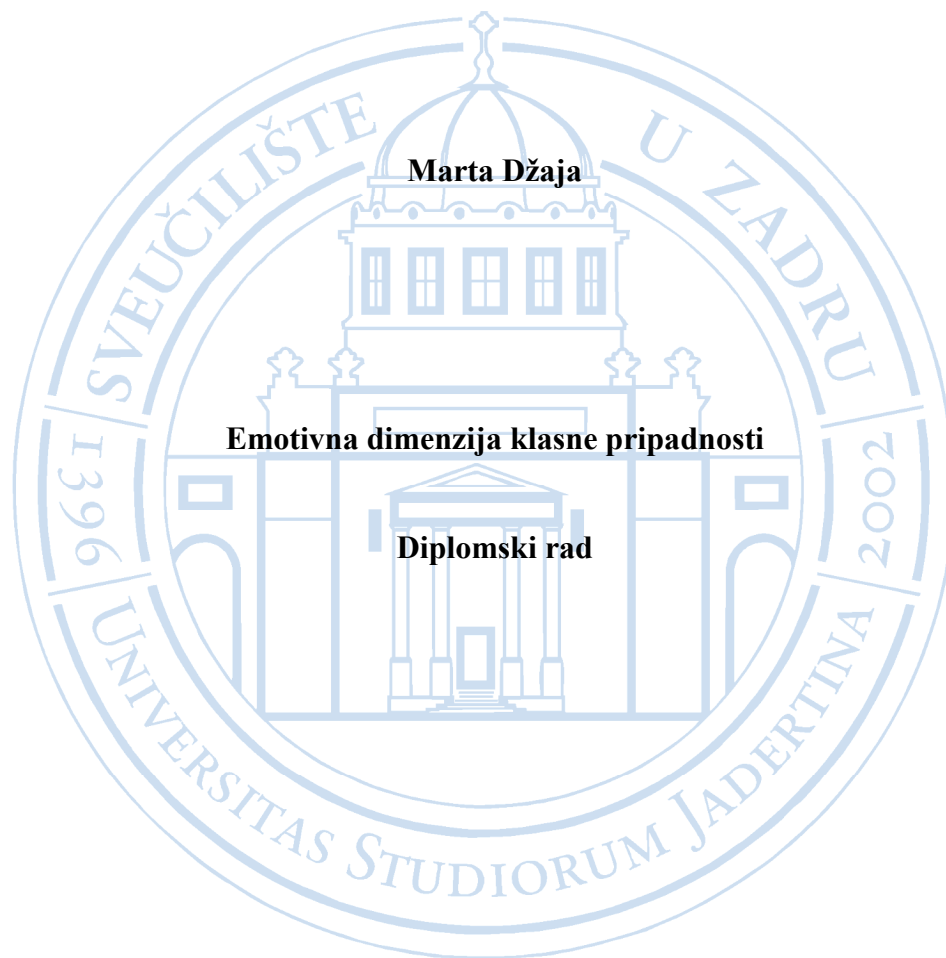 SVEUČILIŠTE U ZADRU
Marta Džaja
Emotivna dimenzija klasne pripadnosti
1396
2002
Diplomski rad
UNIVERSITAS STUDIORUM JADERTINA